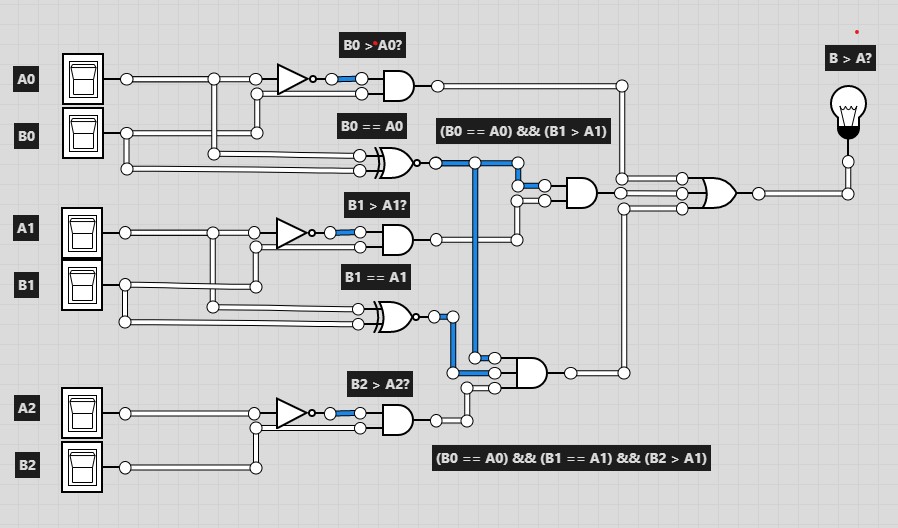 B0 > A0?
B > A?
A0
B0
B0 == A0
(B0 == A0) && (B1 > A1)
B1 > A1?
A1
B1 == A1
B1
B2 > A2?
A2
B2
(B0 == A0) && (B1 == A1) && (B2 > A1)